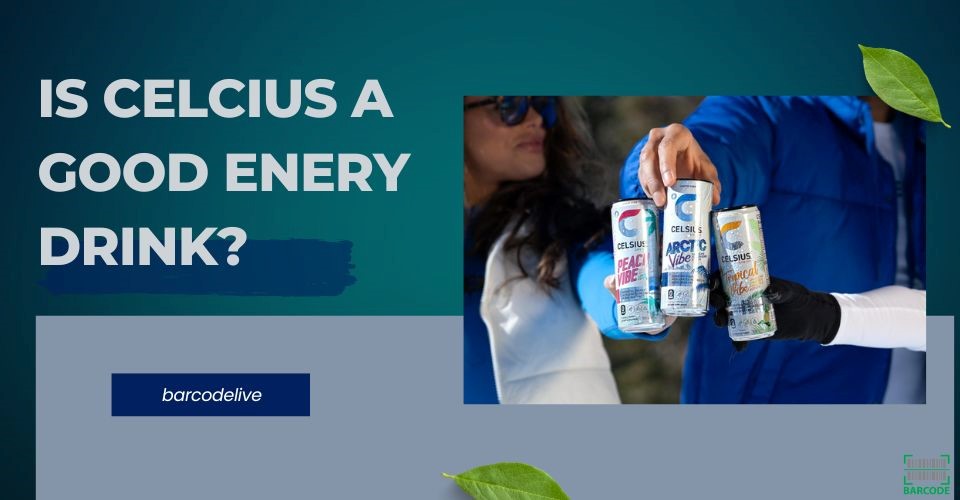 IS CELCIUS A
GOOD ENERY
DRINK?
barcodelive
CELSIUS
PEACH
VIBE
CELSIUS
ARCTIC
Vibe
CELSIUS
Tropical
Vibe
BARCODE